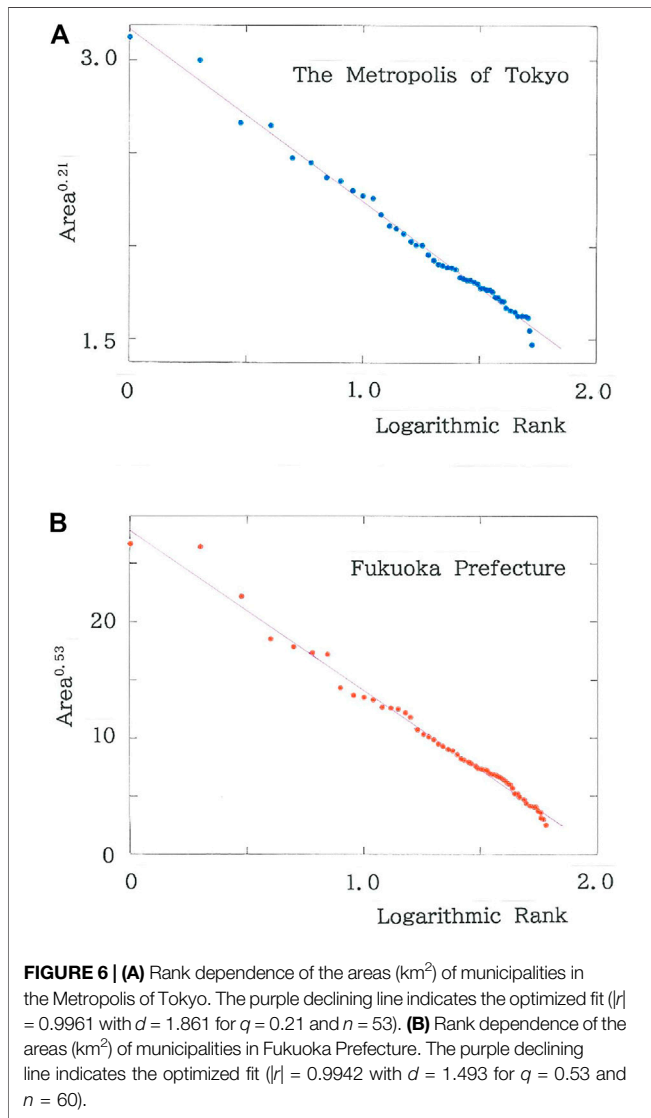 A
3.0
The Metropolis of Tokyo
Area^0.21
1.5
0 1.0 2.0
Logarithmic Rank
B
Fukuoka Prefecture
20
Area^0.53
10
0
0 1.0 2.0
Logarithmic Rank
FIGURE 6 | (A) Rank dependence of the areas (km²) of municipalities in
the Metropolis of Tokyo. The purple declining line indicates the optimized fit (|r|
= 0.9961 with d = 1.861 for q = 0.21 and n = 53). (B) Rank dependence of the
areas (km²) of municipalities in Fukuoka Prefecture. The purple declining
line indicates the optimized fit (|r| = 0.9942 with d = 1.493 for q = 0.53 and
n = 60).